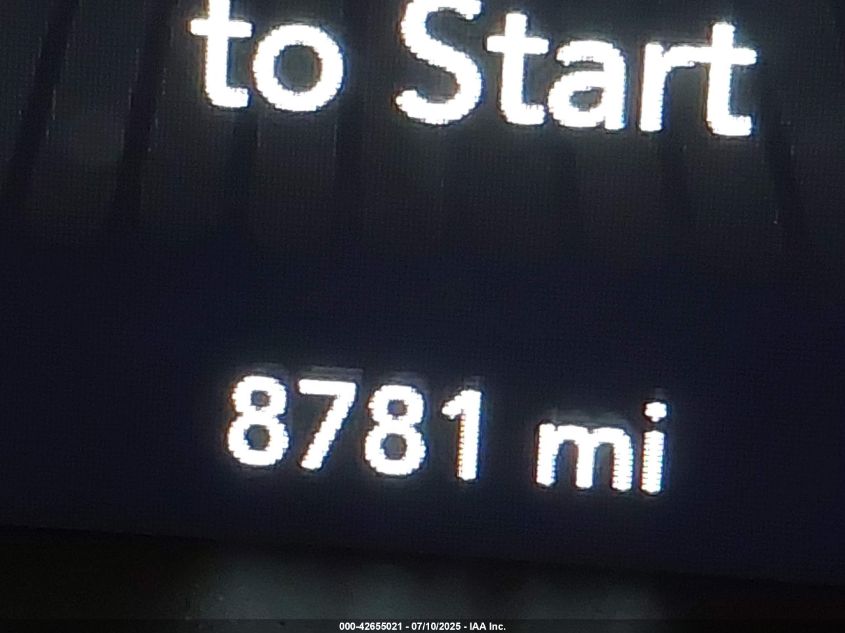 to Start
8781 mi
000-42655021 - 07/10/2025 - IAA Inc.